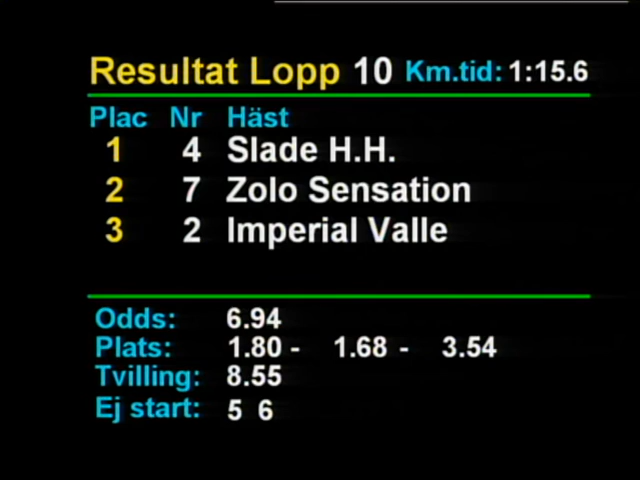 Resultat Lopp 10 Km.tid: 1:15.6
Plac Nr Häst
1 4 Slade H.H.
2 7 Zolo Sensation
3 2 Imperial Valle
Odds: 6.94
Plats: 1.80 - 1.68 - 3.54
Tvilling: 8.55
Ej start: 5 6